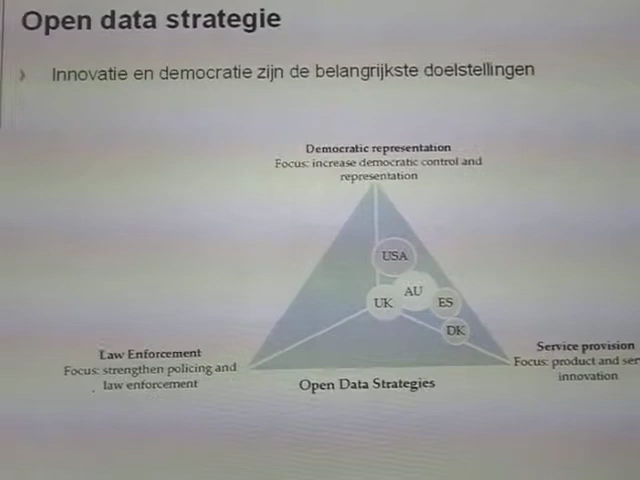 Open data strategie
› Innovatie en democratie zijn de belangrijkste doelstellingen
Democratic representation
Focus: increase democratic control and
representation
USA
AU
UK
ES
DK
Law Enforcement
Focus: strengthen policing and
law enforcement
Service provision
Focus: product and ser
innovation
Open Data Strategies